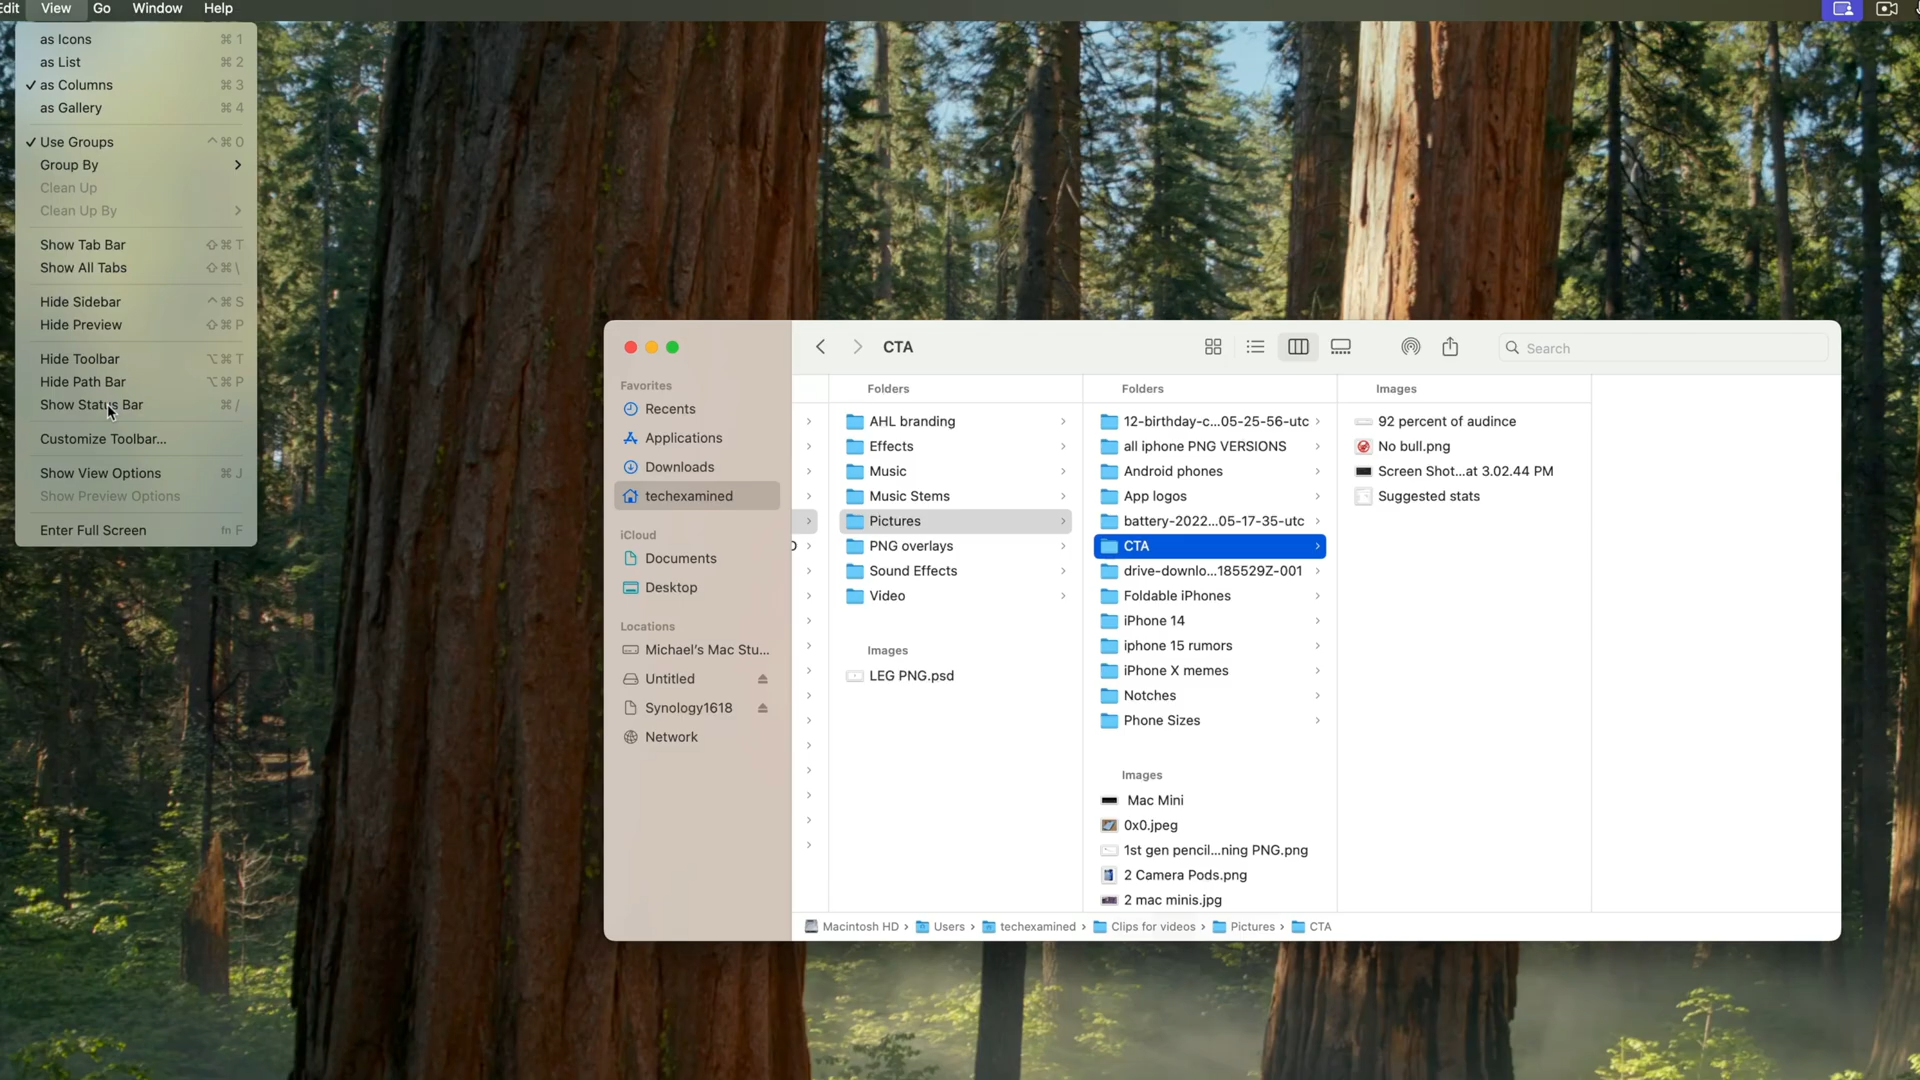 Edit View Go Window Help
as Icons ⌘ 1
as List ⌘ 2
✓ as Columns ⌘ 3
as Gallery ⌘ 4
✓ Use Groups ^ ⌘ 0
Group By
Clean Up
Clean Up By
Show Tab Bar ⇧ ⌘ T
Show All Tabs ⇧ ⌘ \
Hide Sidebar ^ ⌘ S
Hide Preview ⇧ ⌘ P
Hide Toolbar ⌥ ⌘ T
Hide Path Bar ⌥ ⌘ P
Show Status Bar ⌘ /
Customize Toolbar...
Show View Options ⌘ J
Show Preview Options
Enter Full Screen fn F
CTA
Search
Favorites
Recents
Applications
Downloads
techexamined
iCloud
Documents
Desktop
Locations
Michael's Mac Stu...
Untitled
Synology1618
Network
Folders
AHL branding
Effects
Music
Music Stems
Pictures
PNG overlays
Sound Effects
Video
Images
LEG PNG.psd
Folders
12-birthday-c...05-25-56-utc
all iphone PNG VERSIONS
Android phones
App logos
battery-2022...05-17-35-utc
CTA
drive-downlo...185529Z-001
Foldable iPhones
iPhone 14
iphone 15 rumors
iPhone X memes
Notches
Phone Sizes
Images
Mac Mini
0x0.jpeg
1st gen pencil...ning PNG.png
2 Camera Pods.png
2 mac minis.jpg
Images
92 percent of audince
No bull.png
Screen Shot...at 3.02.44 PM
Suggested stats
Macintosh HD › Users › techexamined › Clips for videos › Pictures › CTA